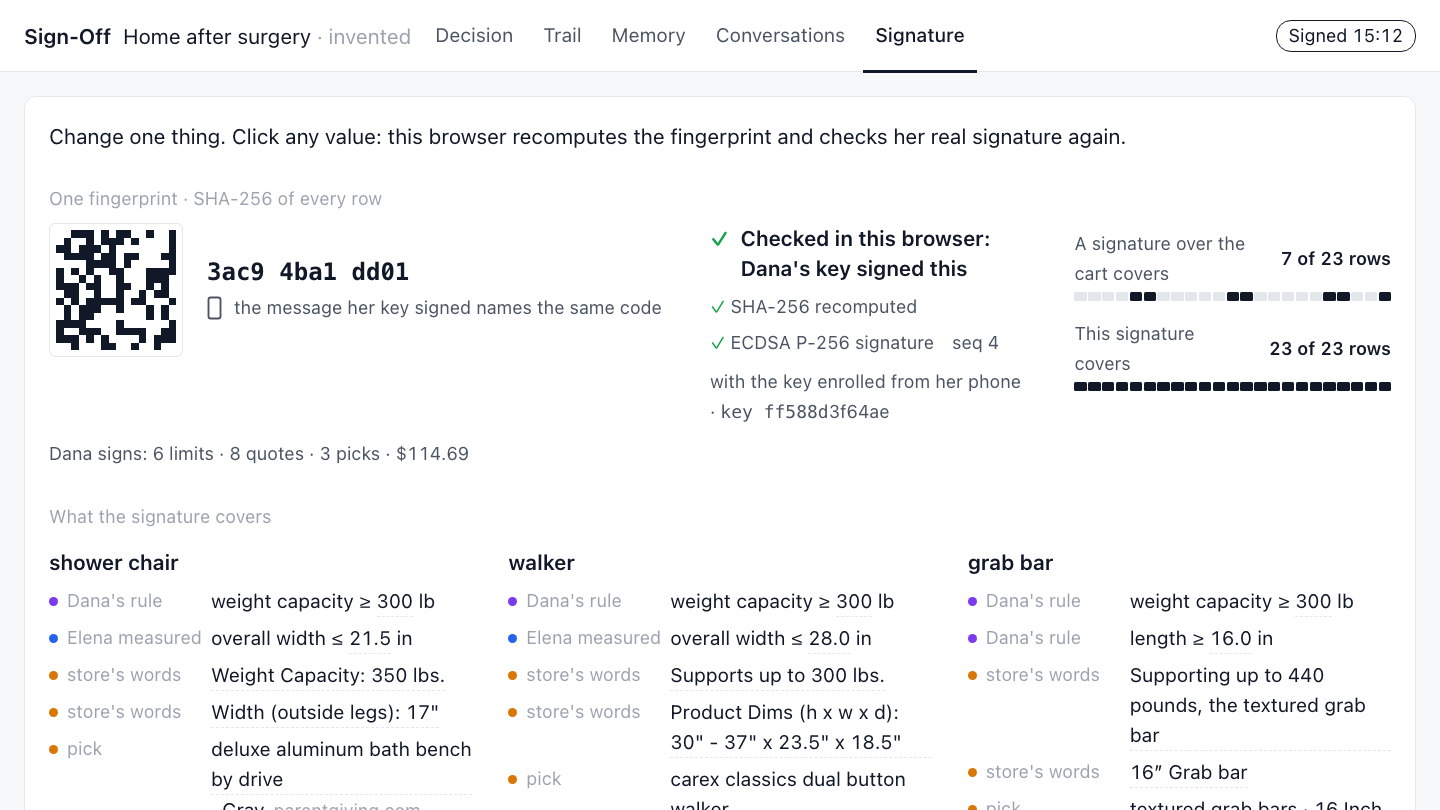 Sign-Off Home after surgery · invented Decision Trail Memory Conversations Signature Signed 15:12
Change one thing. Click any value: this browser recomputes the fingerprint and checks her real signature again.
One fingerprint · SHA-256 of every row
3ac9 4ba1 dd01
the message her key signed names the same code
Checked in this browser:
Dana's key signed this
SHA-256 recomputed
ECDSA P-256 signature seq 4
with the key enrolled from her phone
· key ff588d3f64ae
A signature over the
cart covers
7 of 23 rows
This signature
covers
23 of 23 rows
Dana signs: 6 limits · 8 quotes · 3 picks · $114.69
What the signature covers
shower chair
Dana's rule weight capacity ≥ 300 lb
Elena measured overall width ≤ 21.5 in
store's words Weight Capacity: 350 lbs.
store's words Width (outside legs): 17"
pick deluxe aluminum bath bench
by drive
- Gray parentgiving.com
walker
Dana's rule weight capacity ≥ 300 lb
Elena measured overall width ≤ 28.0 in
store's words Supports up to 300 lbs.
store's words Product Dims (h x w x d):
30" - 37" x 23.5" x 18.5"
pick carex classics dual button
walker
grab bar
Dana's rule weight capacity ≥ 300 lb
Dana's rule length ≥ 16.0 in
store's words Supporting up to 440
pounds, the textured grab
bar
store's words 16″ Grab bar
pick textured grab bars · 16 Inch